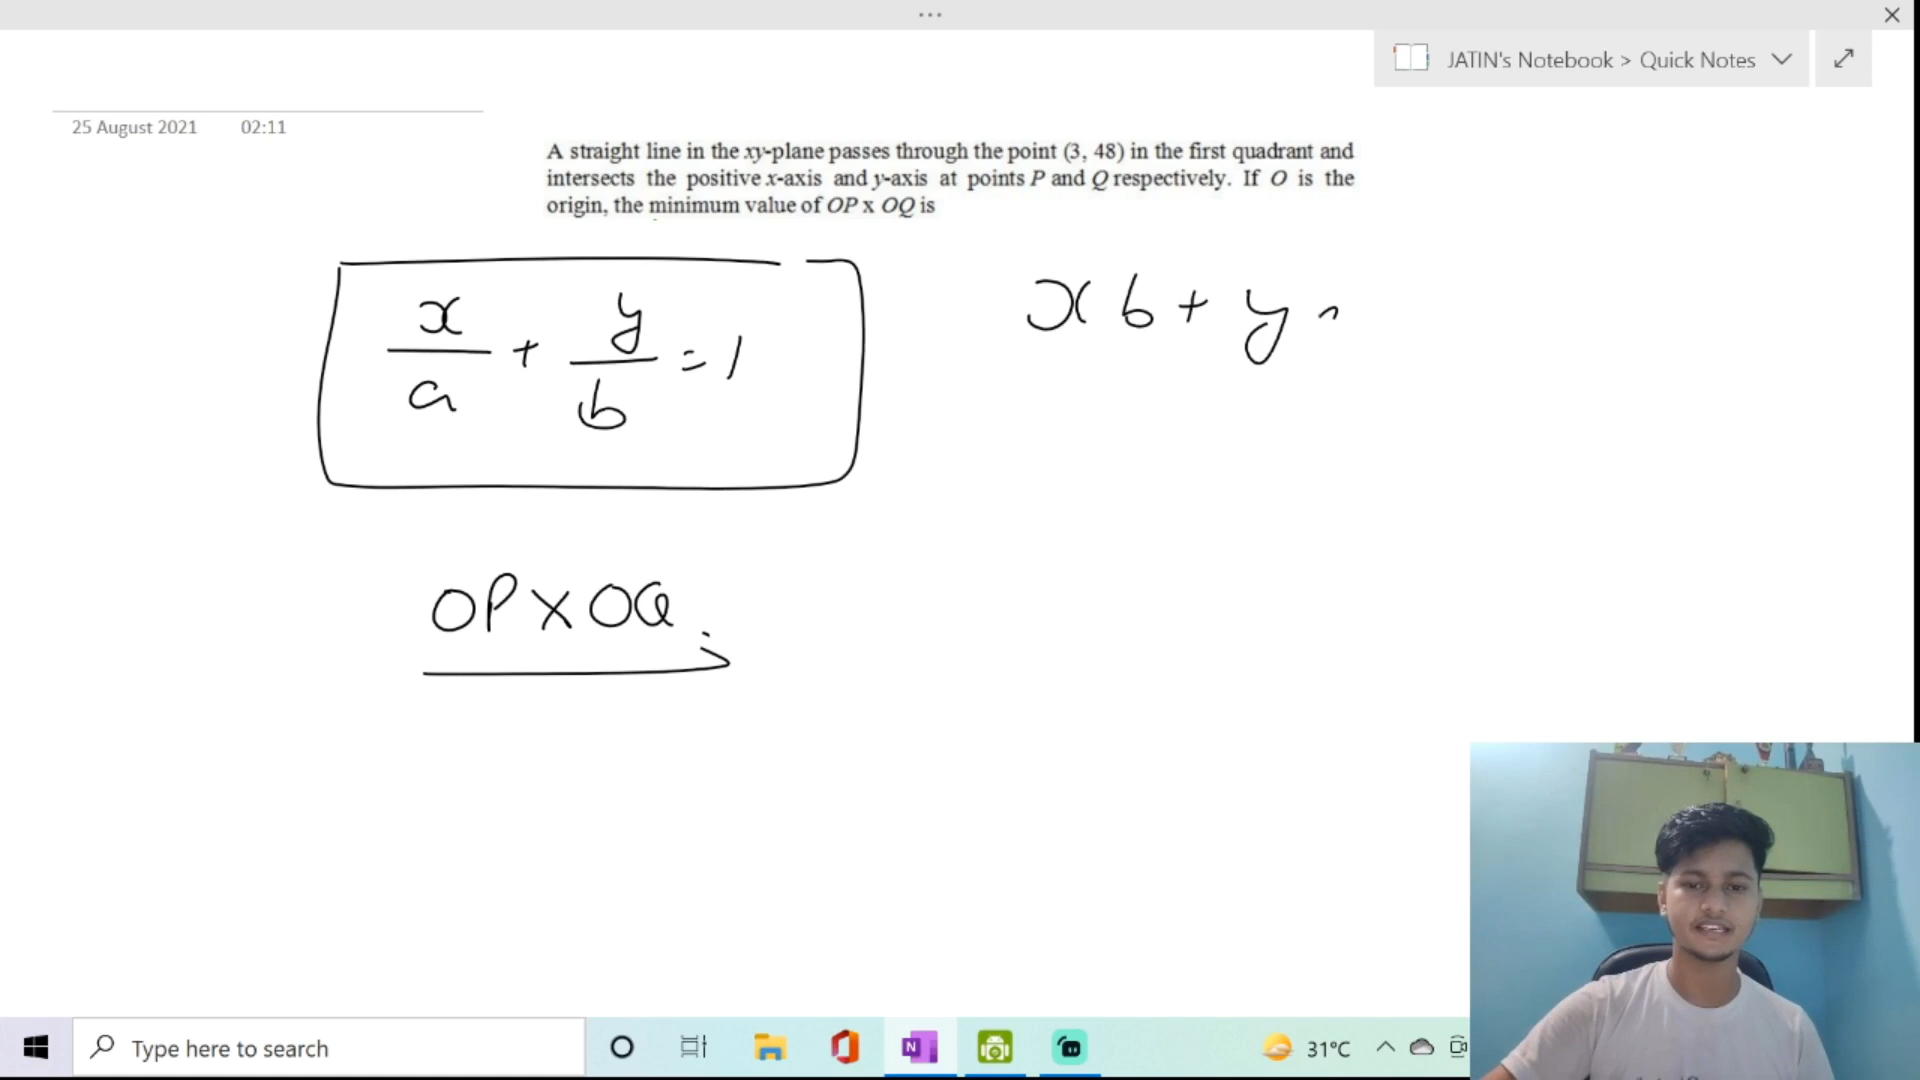 JATIN's Notebook > Quick Notes
25 August 2021 02:11
A straight line in the xy-plane passes through the point (3, 48) in the first quadrant and
intersects the positive x-axis and y-axis at points P and Q respectively. If O is the
origin, the minimum value of OP x OQ is
x/a + y/b = 1
xb + y
OP X OQ
Type here to search
31°C